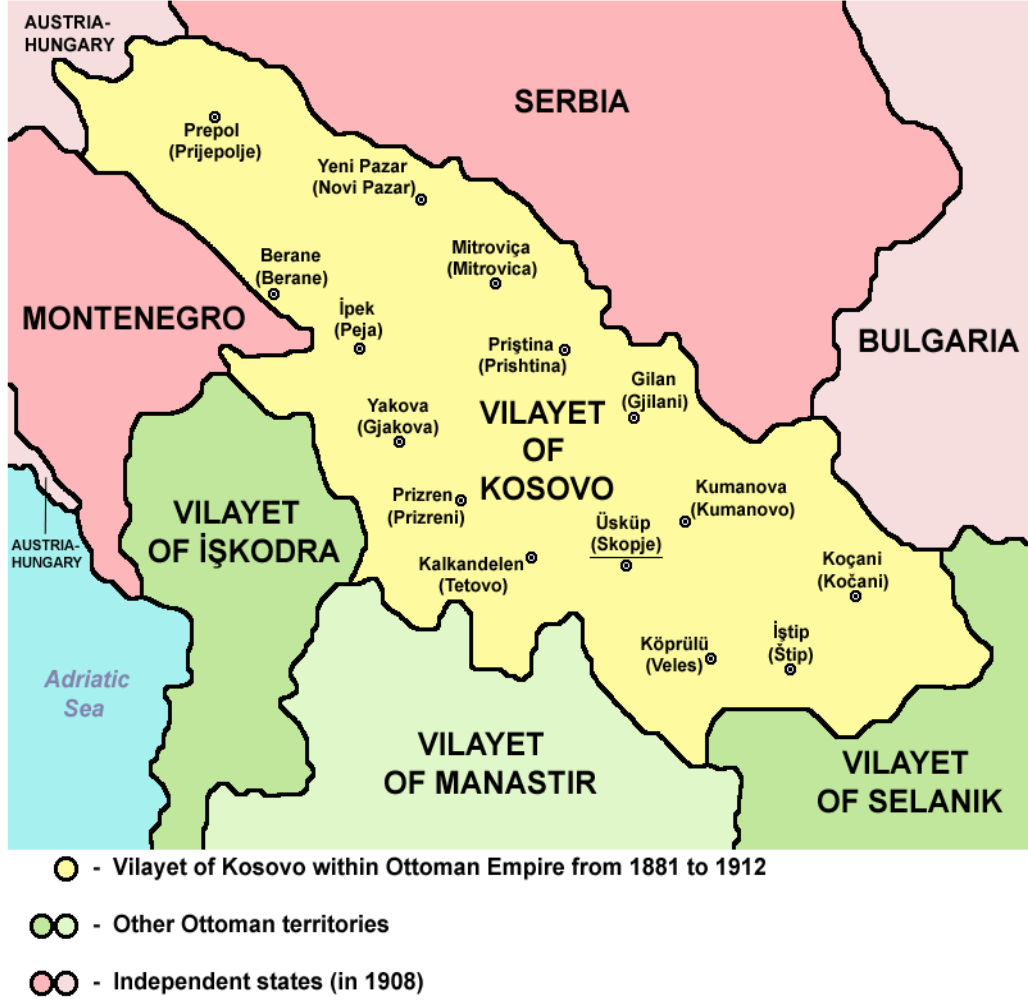 AUSTRIA-
HUNGARY
SERBIA
Prepol
(Prijepolje)
Yeni Pazar
(Novi Pazar)
Mitroviça
(Mitrovica)
Berane
(Berane)
MONTENEGRO
İpek
(Peja)
BULGARIA
Priştina
(Prishtina)
Gilan
(Gjilani)
Yakova
(Gjakova)
VILAYET
OF
KOSOVO
Prizren
(Prizreni)
Kumanova
(Kumanovo)
VILAYET
OF İŞKODRA
Üsküp
(Skopje)
AUSTRIA-
HUNGARY
Kalkandelen
(Tetovo)
Koçani
(Kočani)
Köprülü
(Veles)
İştip
(Štip)
Adriatic
Sea
VILAYET
OF MANASTIR
VILAYET
OF SELANIK
- Vilayet of Kosovo within Ottoman Empire from 1881 to 1912
- Other Ottoman territories
- Independent states (in 1908)